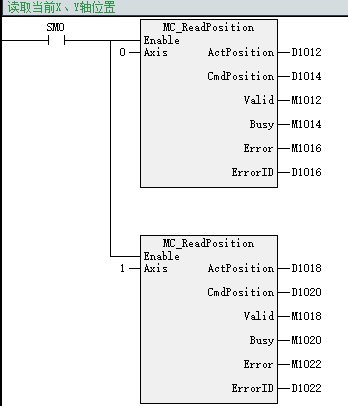 读取当前X、Y轴位置
SM0
MC_ReadPosition
Enable
0 Axis ActPosition D1012
CmdPosition D1014
Valid M1012
Busy M1014
Error M1016
ErrorID D1016
MC_ReadPosition
Enable
1 Axis ActPosition D1018
CmdPosition D1020
Valid M1018
Busy M1020
Error M1022
ErrorID D1022